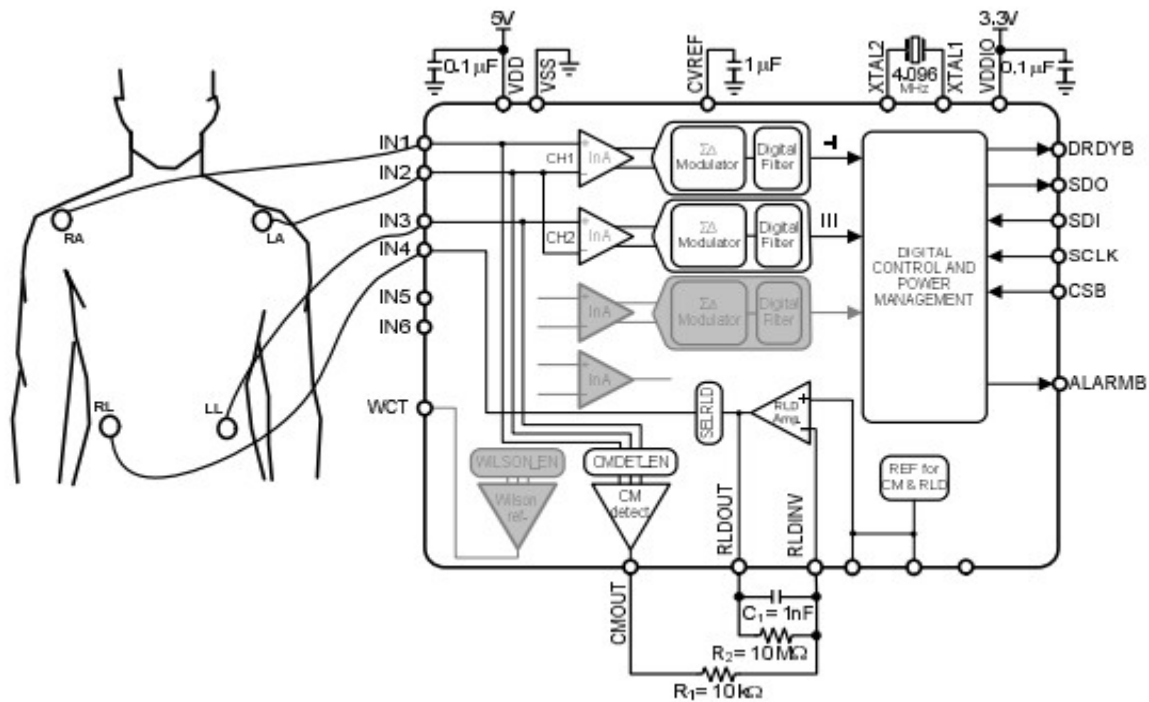 5V
3.3V
0.1µF
VDD
VSS
CVREF
1µF
XTAL2
4.096
MHz
XTAL1
VDDIO
0.1µF
IN1
IN2
IN3
IN4
IN5
IN6
WCT
RA
LA
RL
LL
CH1
InA
ΣΔ
Modulator
Digital
Filter
CH2
InA
ΣΔ
Modulator
Digital
Filter
III
InA
ΣΔ
Modulator
Digital
Filter
InA
DIGITAL
CONTROL AND
POWER
MANAGEMENT
DRDYB
SDO
SDI
SCLK
CSB
ALARMB
SELRLD
RLD
Amp.
+
-
WILSON_EN
Wilson
ref.
CMDET_EN
CM
detect
REF for
CM & RLD
RLDOUT
RLDINV
CMOUT
C₁ = 1nF
R₂= 10MΩ
R₁= 10kΩ